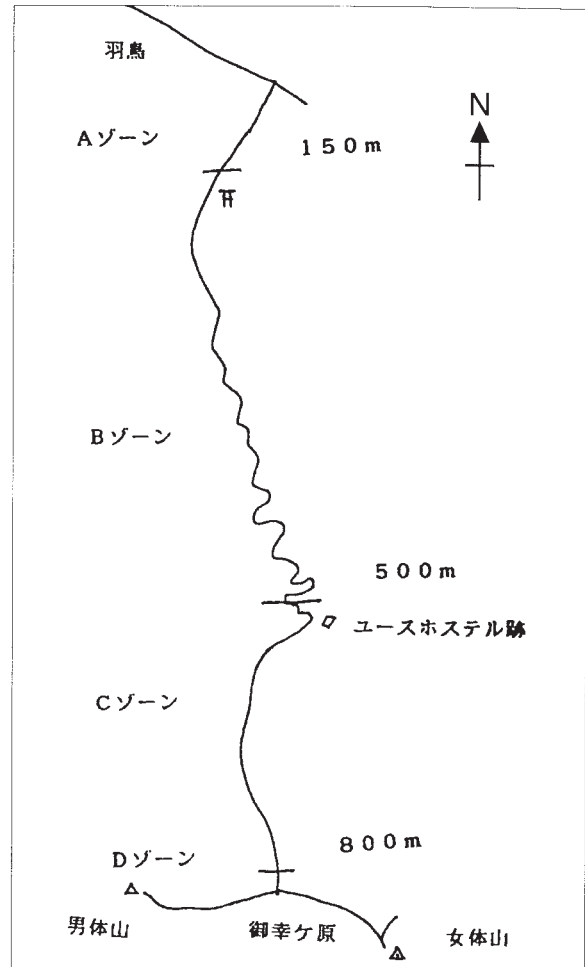 羽鳥
N
Aゾーン
150m
Bゾーン
500m
ユースホステル跡
Cゾーン
800m
Dゾーン
男体山
御幸ケ原
女体山